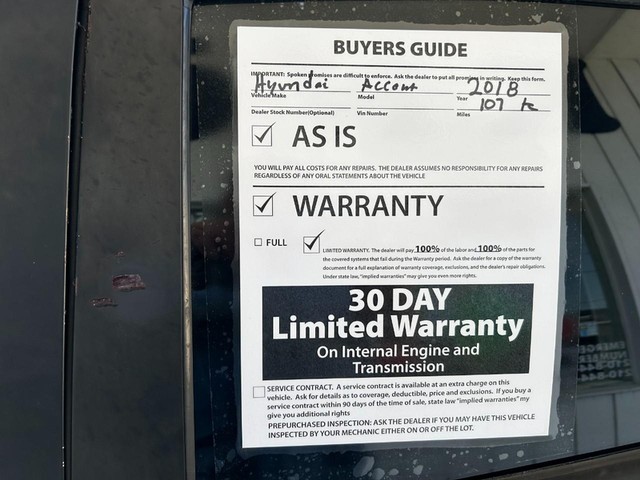 BUYERS GUIDE
IMPORTANT: Spoken promises are difficult to enforce. Ask the dealer to put all promises in writing. Keep this form.
Hyundai Accent 2018
Vehicle Make Model Year
107 k
Dealer Stock Number(Optional) Vin Number Miles
AS IS
YOU WILL PAY ALL COSTS FOR ANY REPAIRS. THE DEALER ASSUMES NO RESPONSIBILITY FOR ANY REPAIRS
REGARDLESS OF ANY ORAL STATEMENTS ABOUT THE VEHICLE
WARRANTY
FULL
LIMITED WARRANTY. The dealer will pay 100% of the labor and 100% of the parts for
the covered systems that fail during the Warranty period. Ask the dealer for a copy of the warranty
document for a full explanation of warranty coverage, exclusions, and the dealer's repair obligations.
Under state law, "implied warranties" may give you even more rights.
30 DAY
Limited Warranty
On Internal Engine and
Transmission
SERVICE CONTRACT. A service contract is available at an extra charge on this
vehicle. Ask for details as to coverage, deductible, price and exclusions. If you buy a
service contract within 90 days of the time of sale, state law "implied warranties" my
give you additional rights
PREPURCHASED INSPECTION: ASK THE DEALER IF YOU MAY HAVE THIS VEHICLE
INSPECTED BY YOUR MECHANIC EITHER ON OR OFF THE LOT.